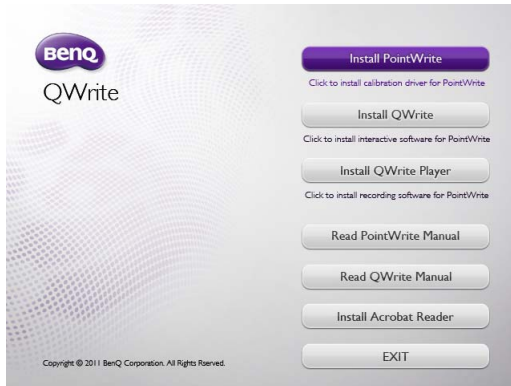 BenQ
QWrite
Install PointWrite
Click to install calibration driver for PointWrite
Install QWrite
Click to install interactive software for PointWrite
Install QWrite Player
Click to install recording software for PointWrite
Read PointWrite Manual
Read QWrite Manual
Install Acrobat Reader
EXIT
Copyright © 2011 BenQ Corporation. All Rights Rserved.